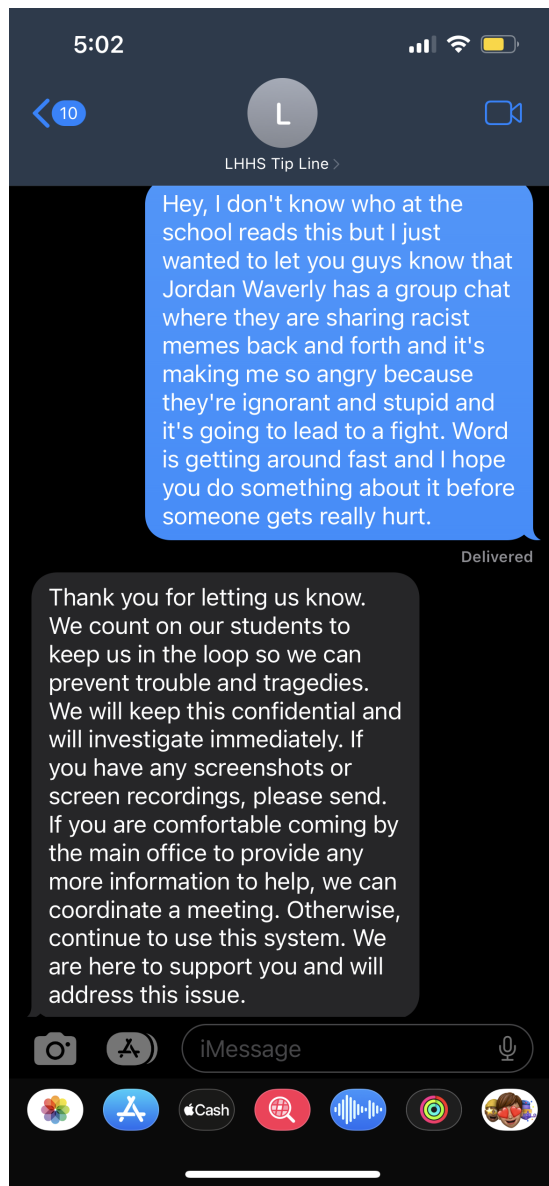 5:02
10
L
LHHS Tip Line
Hey, I don't know who at the
school reads this but I just
wanted to let you guys know that
Jordan Waverly has a group chat
where they are sharing racist
memes back and forth and it's
making me so angry because
they're ignorant and stupid and
it's going to lead to a fight. Word
is getting around fast and I hope
you do something about it before
someone gets really hurt.
Delivered
Thank you for letting us know.
We count on our students to
keep us in the loop so we can
prevent trouble and tragedies.
We will keep this confidential and
will investigate immediately. If
you have any screenshots or
screen recordings, please send.
If you are comfortable coming by
the main office to provide any
more information to help, we can
coordinate a meeting. Otherwise,
continue to use this system. We
are here to support you and will
address this issue.
iMessage
Cash